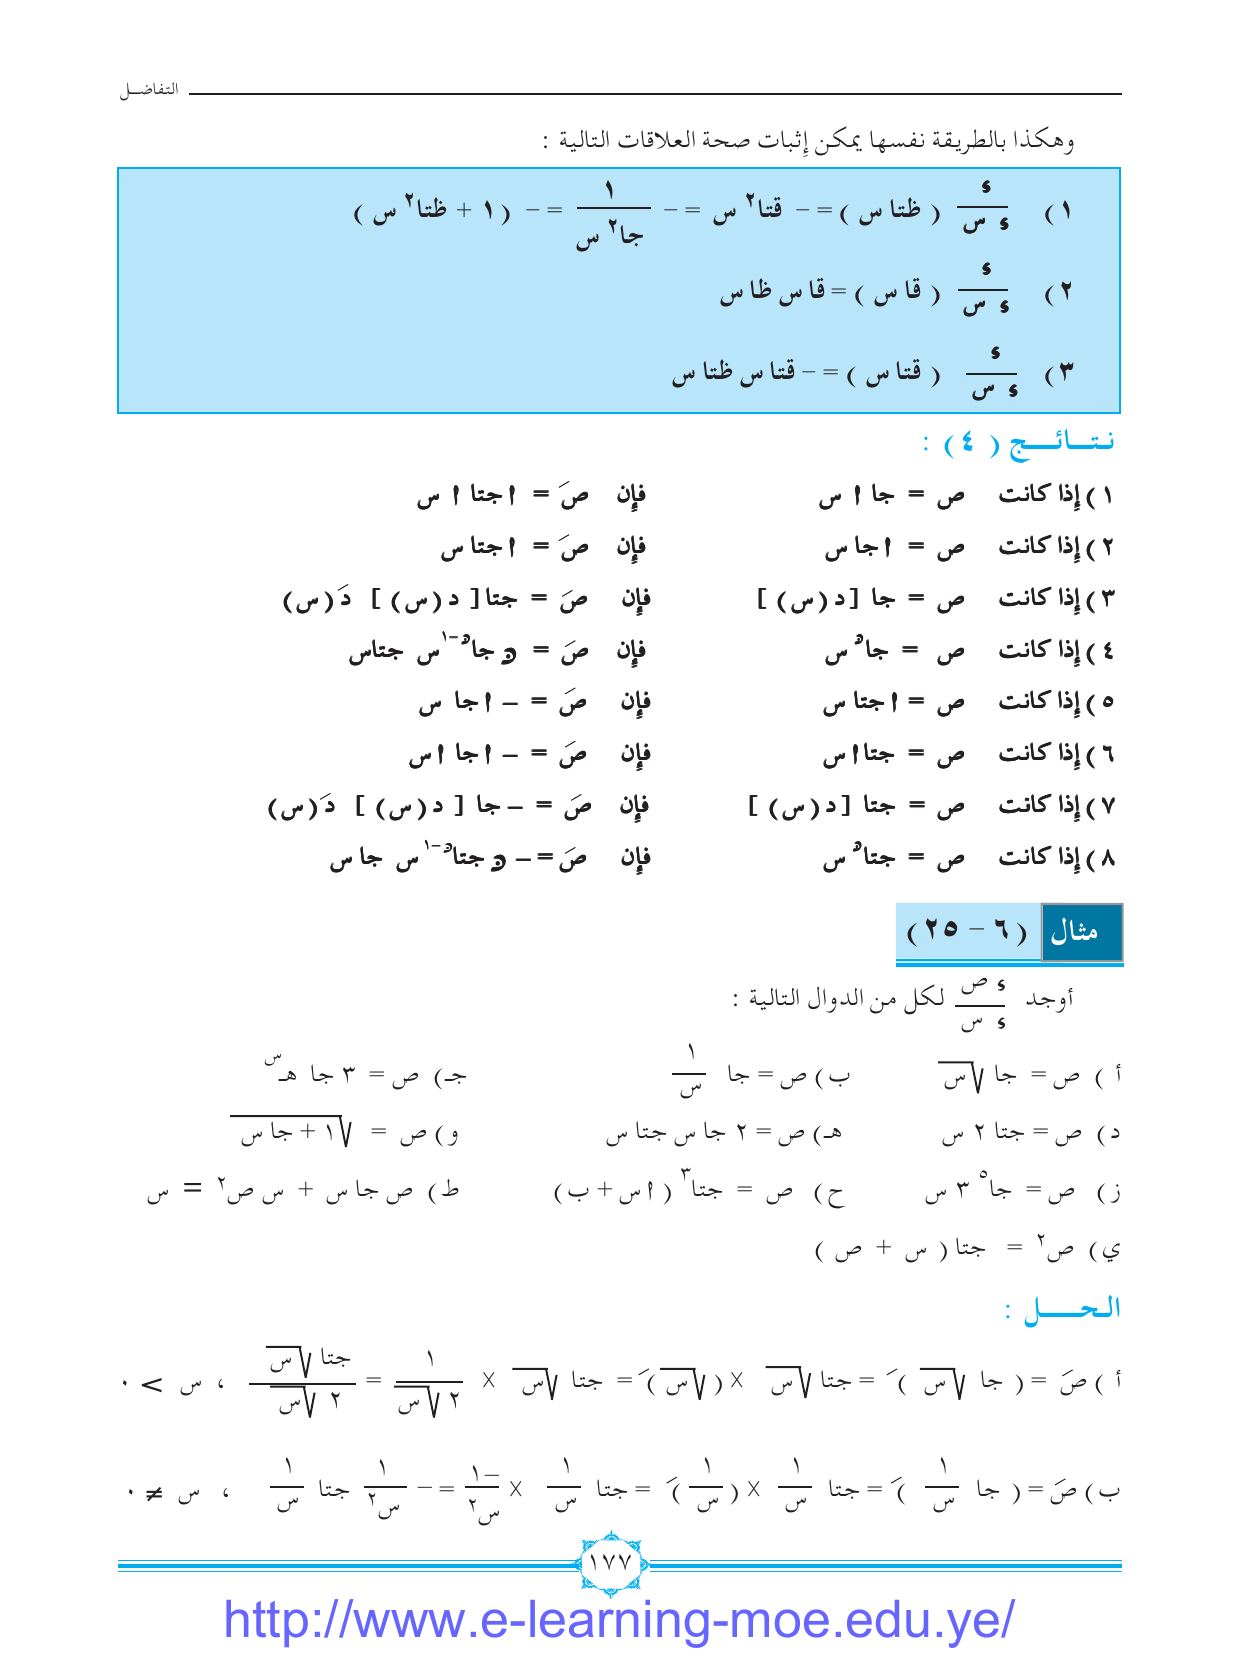 التفاضـل
وهكذا بالطريقة نفسها يمكن إثبات صحة العلاقات التالية :
١) ء/ء س ( ظتا س ) = – قتا٢ س = – ١/جا٢ س = – ( ١ + ظتا٢ س )
٢) ء/ء س ( قا س ) = قا س ظا س
٣) ء/ء س ( قتا س ) = – قتا س ظتا س
نـتــائــج ( ٤ ) :
١ ) إذا كانت ص = جا ا س فإن صَ = ا جتا ا س
٢ ) إذا كانت ص = ا جا س فإن صَ = ا جتا س
٣ ) إذا كانت ص = جا [ د ( س ) ] فإن صَ = جتا [ د ( س ) ] دَ ( س )
٤ ) إذا كانت ص = جاﻥ س فإن صَ = ﻥ جاﻥ–١ س جتاس
٥ ) إذا كانت ص = ا جتا س فإن صَ = – ا جا س
٦ ) إذا كانت ص = جتا ا س فإن صَ = – ا جا ا س
٧ ) إذا كانت ص = جتا [ د ( س ) ] فإن صَ = – جا [ د ( س ) ] دَ ( س )
٨ ) إذا كانت ص = جتاﻥ س فإن صَ = – ﻥ جتاﻥ–١ س جا س
مثال ( ٦ – ٢٥ )
أوجد ء ص/ء س لكل من الدوال التالية :
أ ) ص = جا √س ب ) ص = جا ١/س جـ) ص = ٣ جا هـس
د) ص = جتا ٢ س هـ) ص = ٢ جا س جتا س و ) ص = √١ + جا س
ز ) ص = جا٥ ٣ س ح ) ص = جتا٣ ( ا س + ب ) ط ) ص جا س + س ص٢ = س
ي ) ص٢ = جتا ( س + ص )
الـحـــــل :
أ ) صَ = ( جا √س )َ = جتا √س × ( √س )َ = جتا √س × ١/٢√س = جتا √س/٢√س ، س > ٠
ب ) صَ = ( جا ١/س )َ = جتا ١/س × ( ١/س )َ = جتا ١/س × –١/س٢ = – ١/س٢ جتا ١/س ، س ≠ ٠
١٧٧
http://www.e-learning-moe.edu.ye/